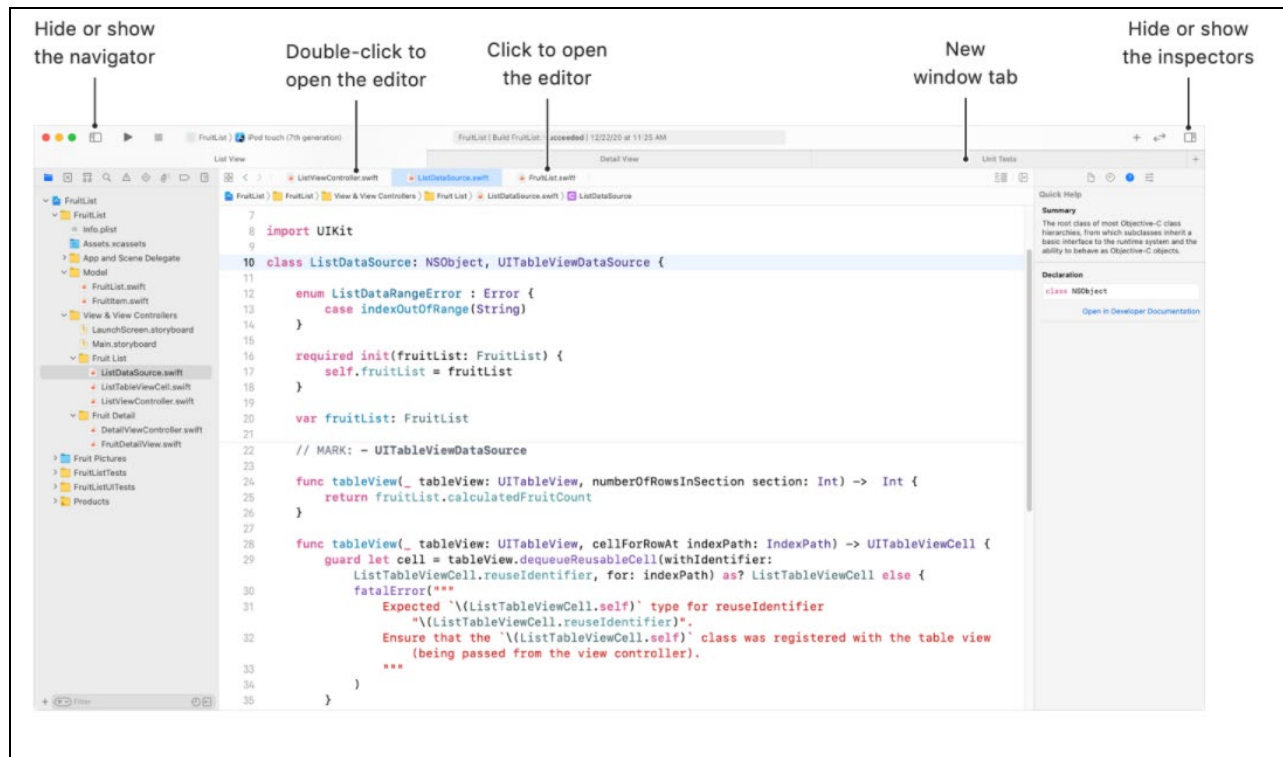 Hide or show
the navigator
Double-click to
open the editor
Click to open
the editor
New
window tab
Hide or show
the inspectors
FruitList ⟩ iPod touch (7th generation)
FruitList | Build FruitList: Succeeded | 12/22/20 at 11:25 AM
List View
Detail View
Unit Tests
ListViewController.swift
ListDataSource.swift
FruitList.swift
FruitList ⟩ FruitList ⟩ View & View Controllers ⟩ Fruit List ⟩ ListDataSource.swift ⟩ ListDataSource
FruitList
FruitList
Info.plist
Assets.xcassets
App and Scene Delegate
Model
FruitList.swift
FruitItem.swift
View & View Controllers
LaunchScreen.storyboard
Main.storyboard
Fruit List
ListDataSource.swift
ListTableViewCell.swift
ListViewController.swift
Fruit Detail
DetailViewController.swift
FruitDetailView.swift
Fruit Pictures
FruitListTests
FruitListUITests
Products
Filter
7
8 import UIKit
9
10 class ListDataSource: NSObject, UITableViewDataSource {
11
12 enum ListDataRangeError : Error {
13 case indexOutOfRange(String)
14 }
15
16 required init(fruitList: FruitList) {
17 self.fruitList = fruitList
18 }
19
20 var fruitList: FruitList
21
22 // MARK: - UITableViewDataSource
23
24 func tableView(_ tableView: UITableView, numberOfRowsInSection section: Int) -> Int {
25 return fruitList.calculatedFruitCount
26 }
27
28 func tableView(_ tableView: UITableView, cellForRowAt indexPath: IndexPath) -> UITableViewCell {
29 guard let cell = tableView.dequeueReusableCell(withIdentifier:
ListTableViewCell.reuseIdentifier, for: indexPath) as? ListTableViewCell else {
30 fatalError("""
31 Expected `\(ListTableViewCell.self)` type for reuseIdentifier
"\(ListTableViewCell.reuseIdentifier)".
32 Ensure that the `\(ListTableViewCell.self)` class was registered with the table view
(being passed from the view controller).
33 """
34 )
35 }
Quick Help
Summary
The root class of most Objective-C class
hierarchies, from which subclasses inherit a
basic interface to the runtime system and the
ability to behave as Objective-C objects.
Declaration
class NSObject
Open in Developer Documentation